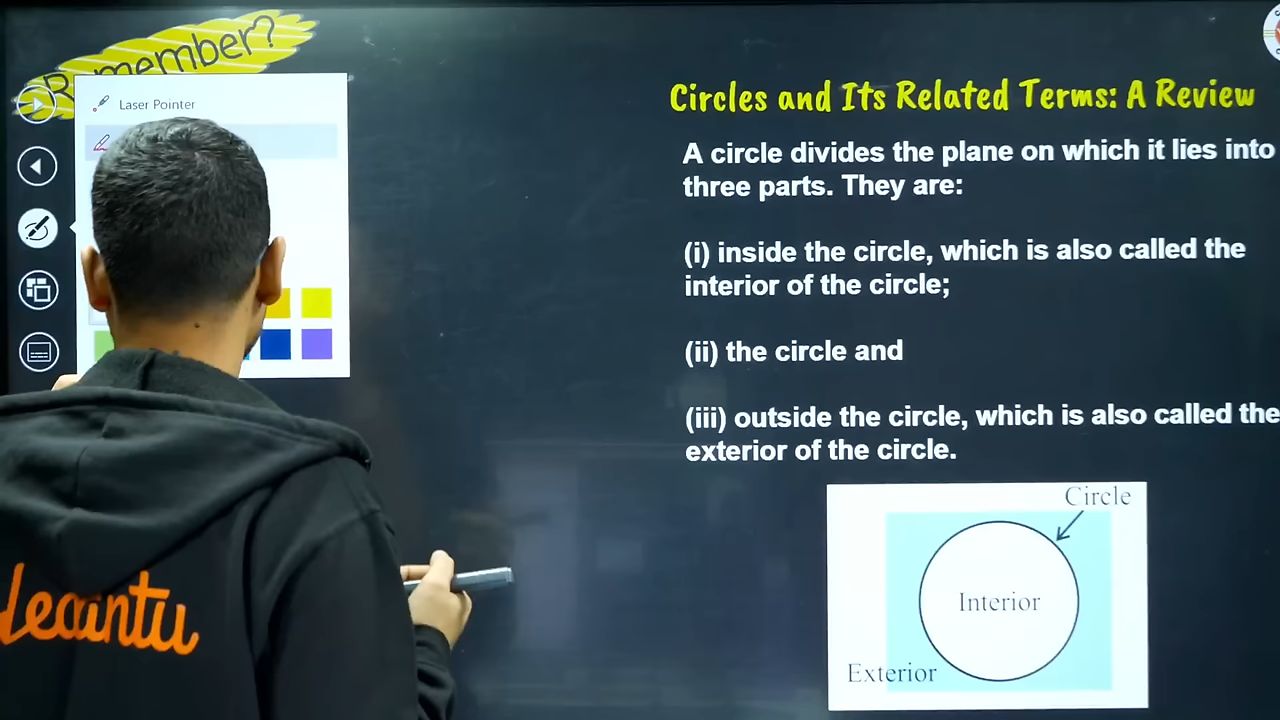 Remember?
Laser Pointer
Circles and Its Related Terms: A Review
A circle divides the plane on which it lies into
three parts. They are:
(i) inside the circle, which is also called the
interior of the circle;
(ii) the circle and
(iii) outside the circle, which is also called the
exterior of the circle.
Circle
Interior
Exterior